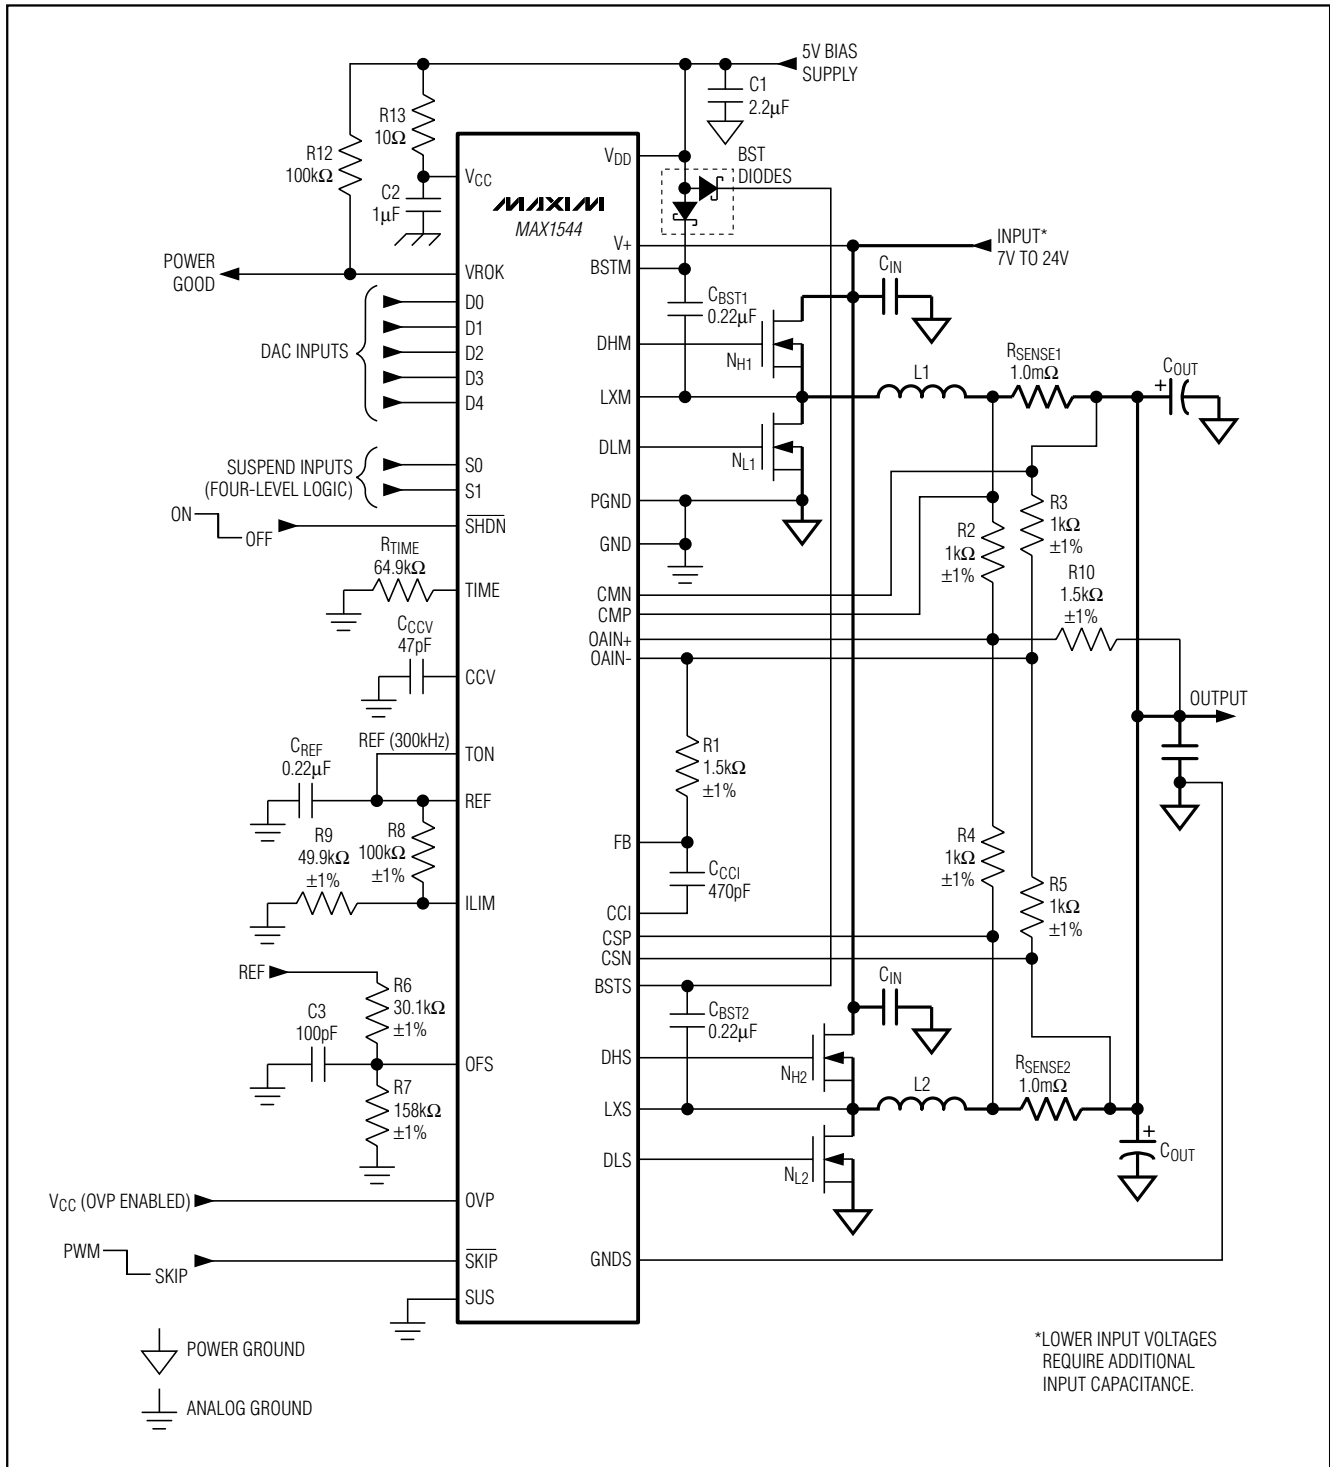 5V BIAS
SUPPLY
C1
2.2µF
R13
10Ω
R12
100kΩ
VDD
BST
DIODES
VCC
C2
1µF
MAXIM
MAX1544
V+
INPUT*
7V TO 24V
POWER
GOOD
VROK
BSTM
CIN
D0
CBST1
0.22µF
D1
DAC INPUTS
D2
DHM
NH1
RSENSE1
1.0mΩ
COUT
+
D3
L1
D4
LXM
DLM
NL1
SUSPEND INPUTS
(FOUR-LEVEL LOGIC)
S0
S1
PGND
R3
1kΩ
±1%
ON
OFF
SHDN
R2
1kΩ
±1%
GND
RTIME
64.9kΩ
TIME
R10
1.5kΩ
±1%
CMN
CMP
CCCV
47pF
OAIN+
OAIN-
CCV
OUTPUT
REF (300kHz)
TON
CREF
0.22µF
R1
1.5kΩ
±1%
REF
R9
49.9kΩ
±1%
R8
100kΩ
±1%
FB
R4
1kΩ
±1%
CCCI
470pF
R5
1kΩ
±1%
ILIM
CCI
CSP
CSN
REF
R6
30.1kΩ
±1%
BSTS
CIN
C3
100pF
CBST2
0.22µF
OFS
DHS
NH2
RSENSE2
1.0mΩ
R7
158kΩ
±1%
L2
LXS
+
COUT
DLS
NL2
VCC (OVP ENABLED)
OVP
PWM
SKIP
SKIP
GNDS
SUS
POWER GROUND
ANALOG GROUND
*LOWER INPUT VOLTAGES
REQUIRE ADDITIONAL
INPUT CAPACITANCE.